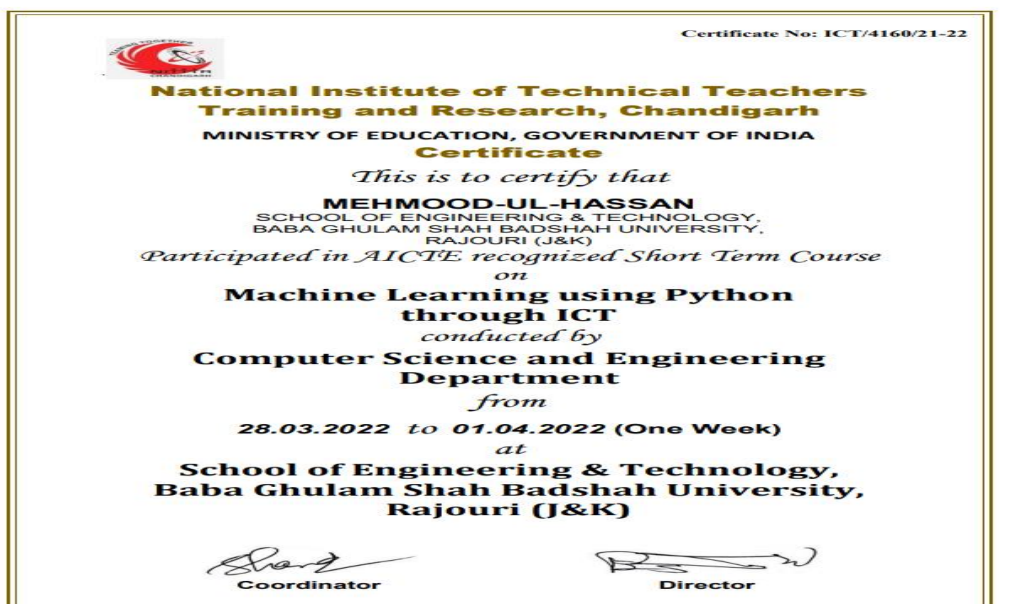 Certificate No: ICT/4160/21-22
National Institute of Technical Teachers
Training and Research, Chandigarh
MINISTRY OF EDUCATION, GOVERNMENT OF INDIA
Certificate
This is to certify that
MEHMOOD-UL-HASSAN
SCHOOL OF ENGINEERING & TECHNOLOGY,
BABA GHULAM SHAH BADSHAH UNIVERSITY,
RAJOURI (J&K)
Participated in AICTE recognized Short Term Course
on
Machine Learning using Python
through ICT
conducted by
Computer Science and Engineering
Department
from
28.03.2022 to 01.04.2022 (One Week)
at
School of Engineering & Technology,
Baba Ghulam Shah Badshah University,
Rajouri (J&K)
Coordinator
Director